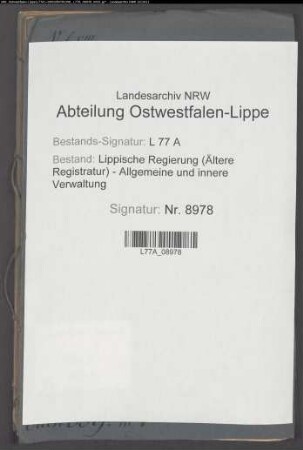 Landesarchiv NRW
Abteilung Ostwestfalen-Lippe
Bestands-Signatur: L 77 A
Bestand: Lippische Regierung (Ältere
Registratur) - Allgemeine und innere
Verwaltung
Signatur: Nr. 8978
L77A_08978